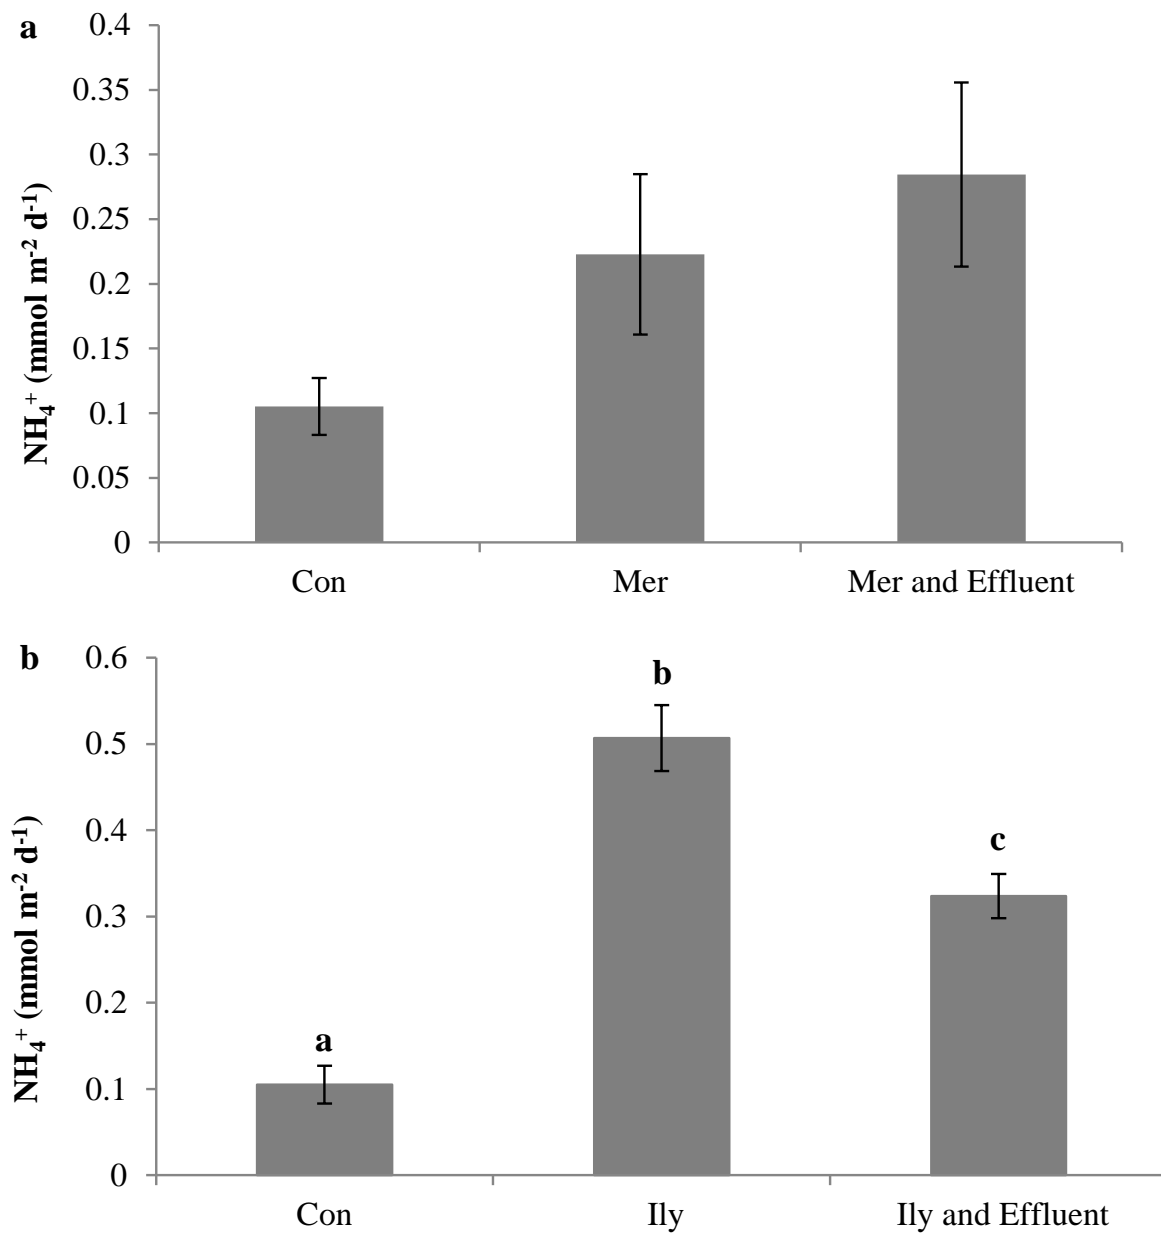 a
0.4
0.35
0.3
0.25
0.2
0.15
0.1
0.05
0
NH₄⁺ (mmol m⁻² d⁻¹)
Con Mer Mer and Effluent
b
0.6
0.5
0.4
0.3
0.2
0.1
0
NH₄⁺ (mmol m⁻² d⁻¹)
a
b
c
Con Ily Ily and Effluent